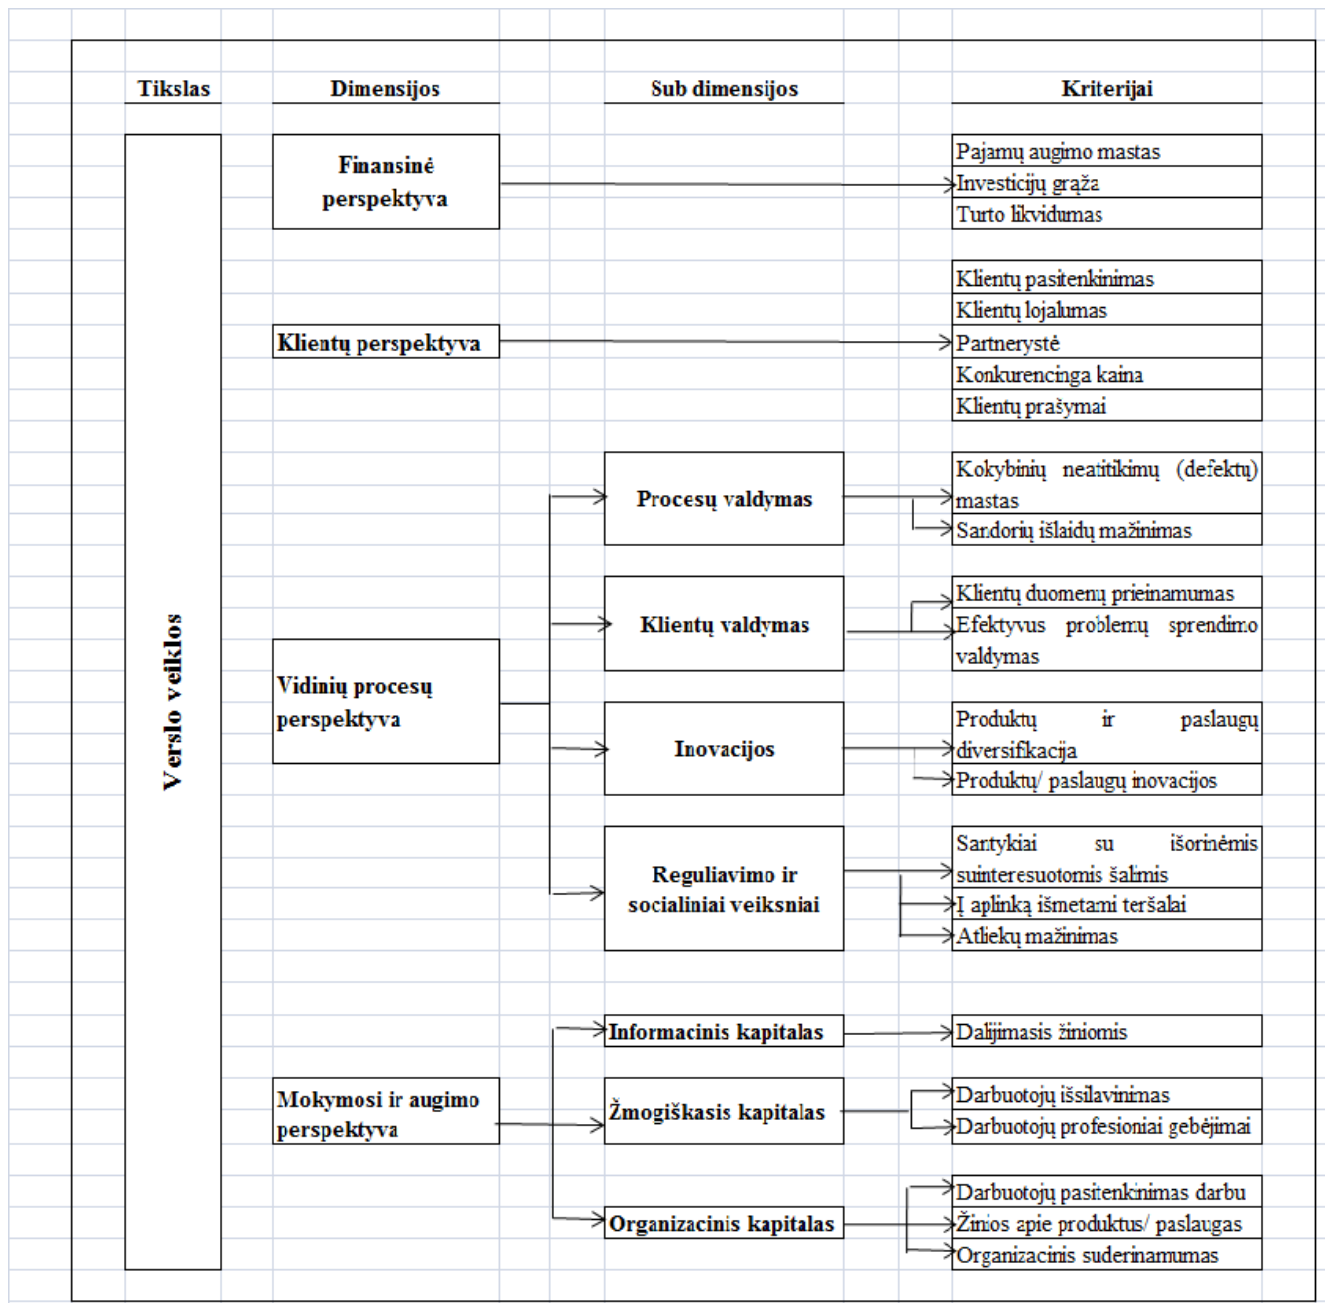 Tikslas
Dimensijos
Sub dimensijos
Kriterijai
Verslo veiklos
Finansinė
perspektyva
Pajamų augimo mastas
Investicijų grąža
Turto likvidumas
Klientų perspektyva
Klientų pasitenkinimas
Klientų lojalumas
Partnerystė
Konkurencinga kaina
Klientų prašymai
Vidinių procesų
perspektyva
Procesų valdymas
Kokybinių neatitikimų (defektų)
mastas
Sandorių išlaidų mažinimas
Klientų valdymas
Klientų duomenų prieinamumas
Efektyvus problemų sprendimo
valdymas
Inovacijos
Produktų ir paslaugų
diversifikacija
Produktų/ paslaugų inovacijos
Reguliavimo ir
socialiniai veiksniai
Santykiai su išorinėmis
suinteresuotomis šalimis
Į aplinką išmetami teršalai
Atliekų mažinimas
Mokymosi ir augimo
perspektyva
Informacinis kapitalas
Dalijimasis žiniomis
Žmogiškasis kapitalas
Darbuotojų išsilavinimas
Darbuotojų profesioniai gebėjimai
Organizacinis kapitalas
Darbuotojų pasitenkinimas darbu
Žinios apie produktus/ paslaugas
Organizacinis suderinamumas